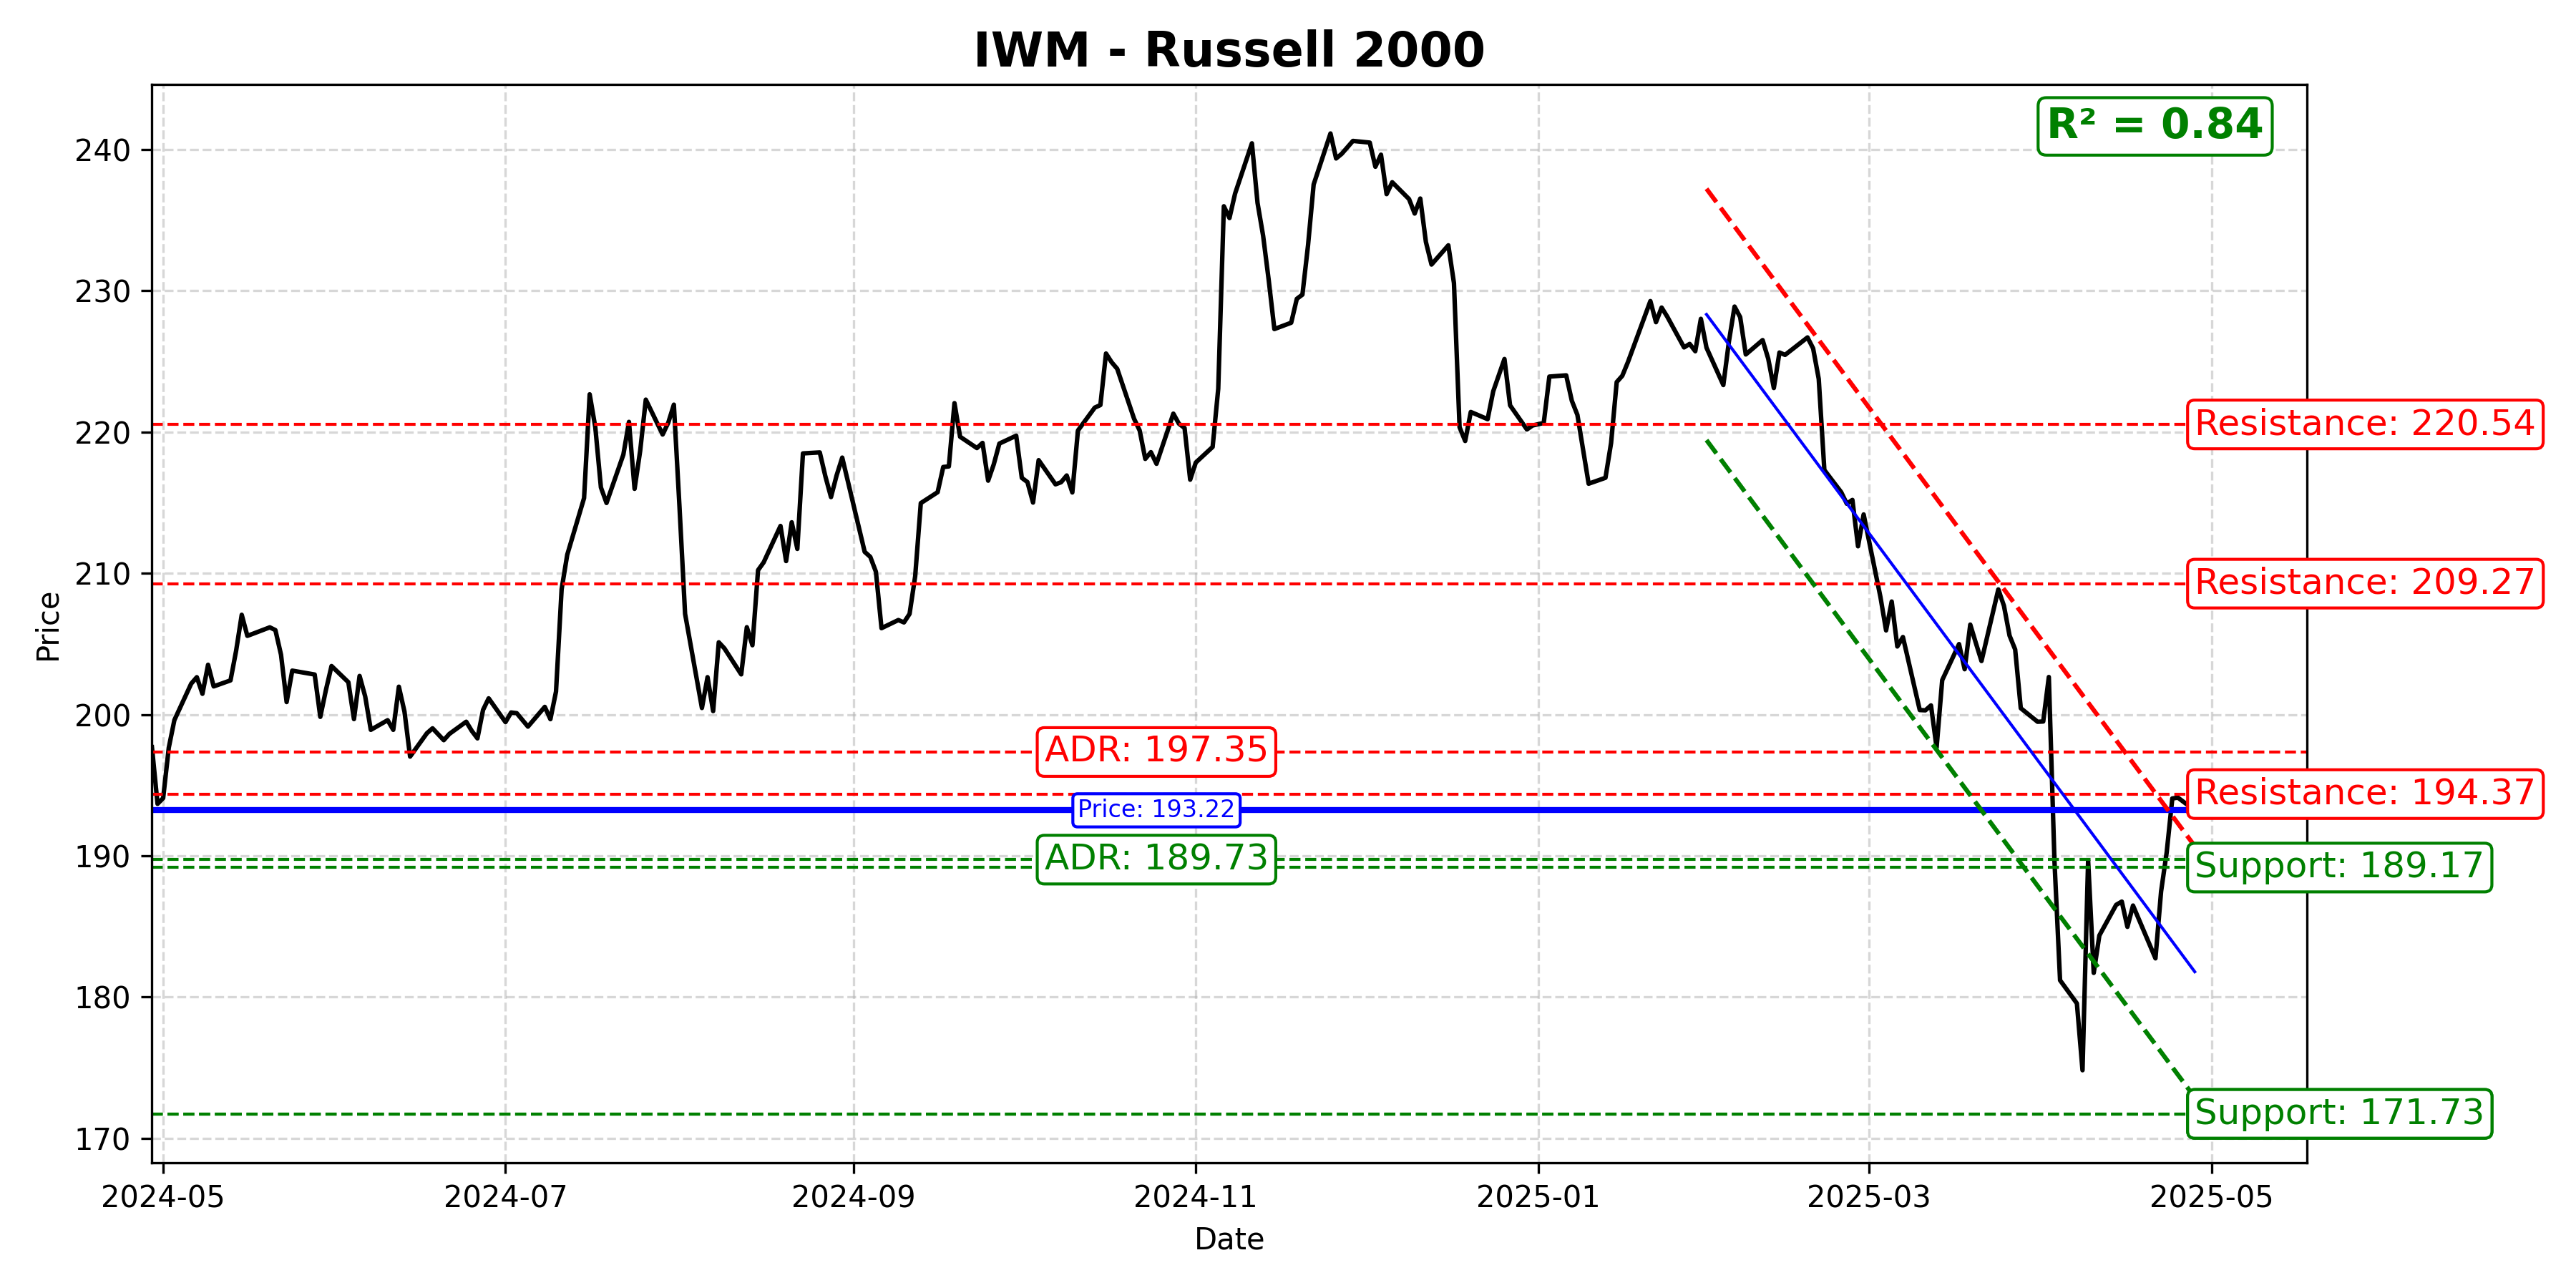 IWM - Russell 2000
R² = 0.84
240
230
220
210
200
190
180
170
Price
Resistance: 220.54
Resistance: 209.27
ADR: 197.35
Resistance: 194.37
Price: 193.22
ADR: 189.73
Support: 189.17
Support: 171.73
2024-05
2024-07
2024-09
2024-11
2025-01
2025-03
2025-05
Date